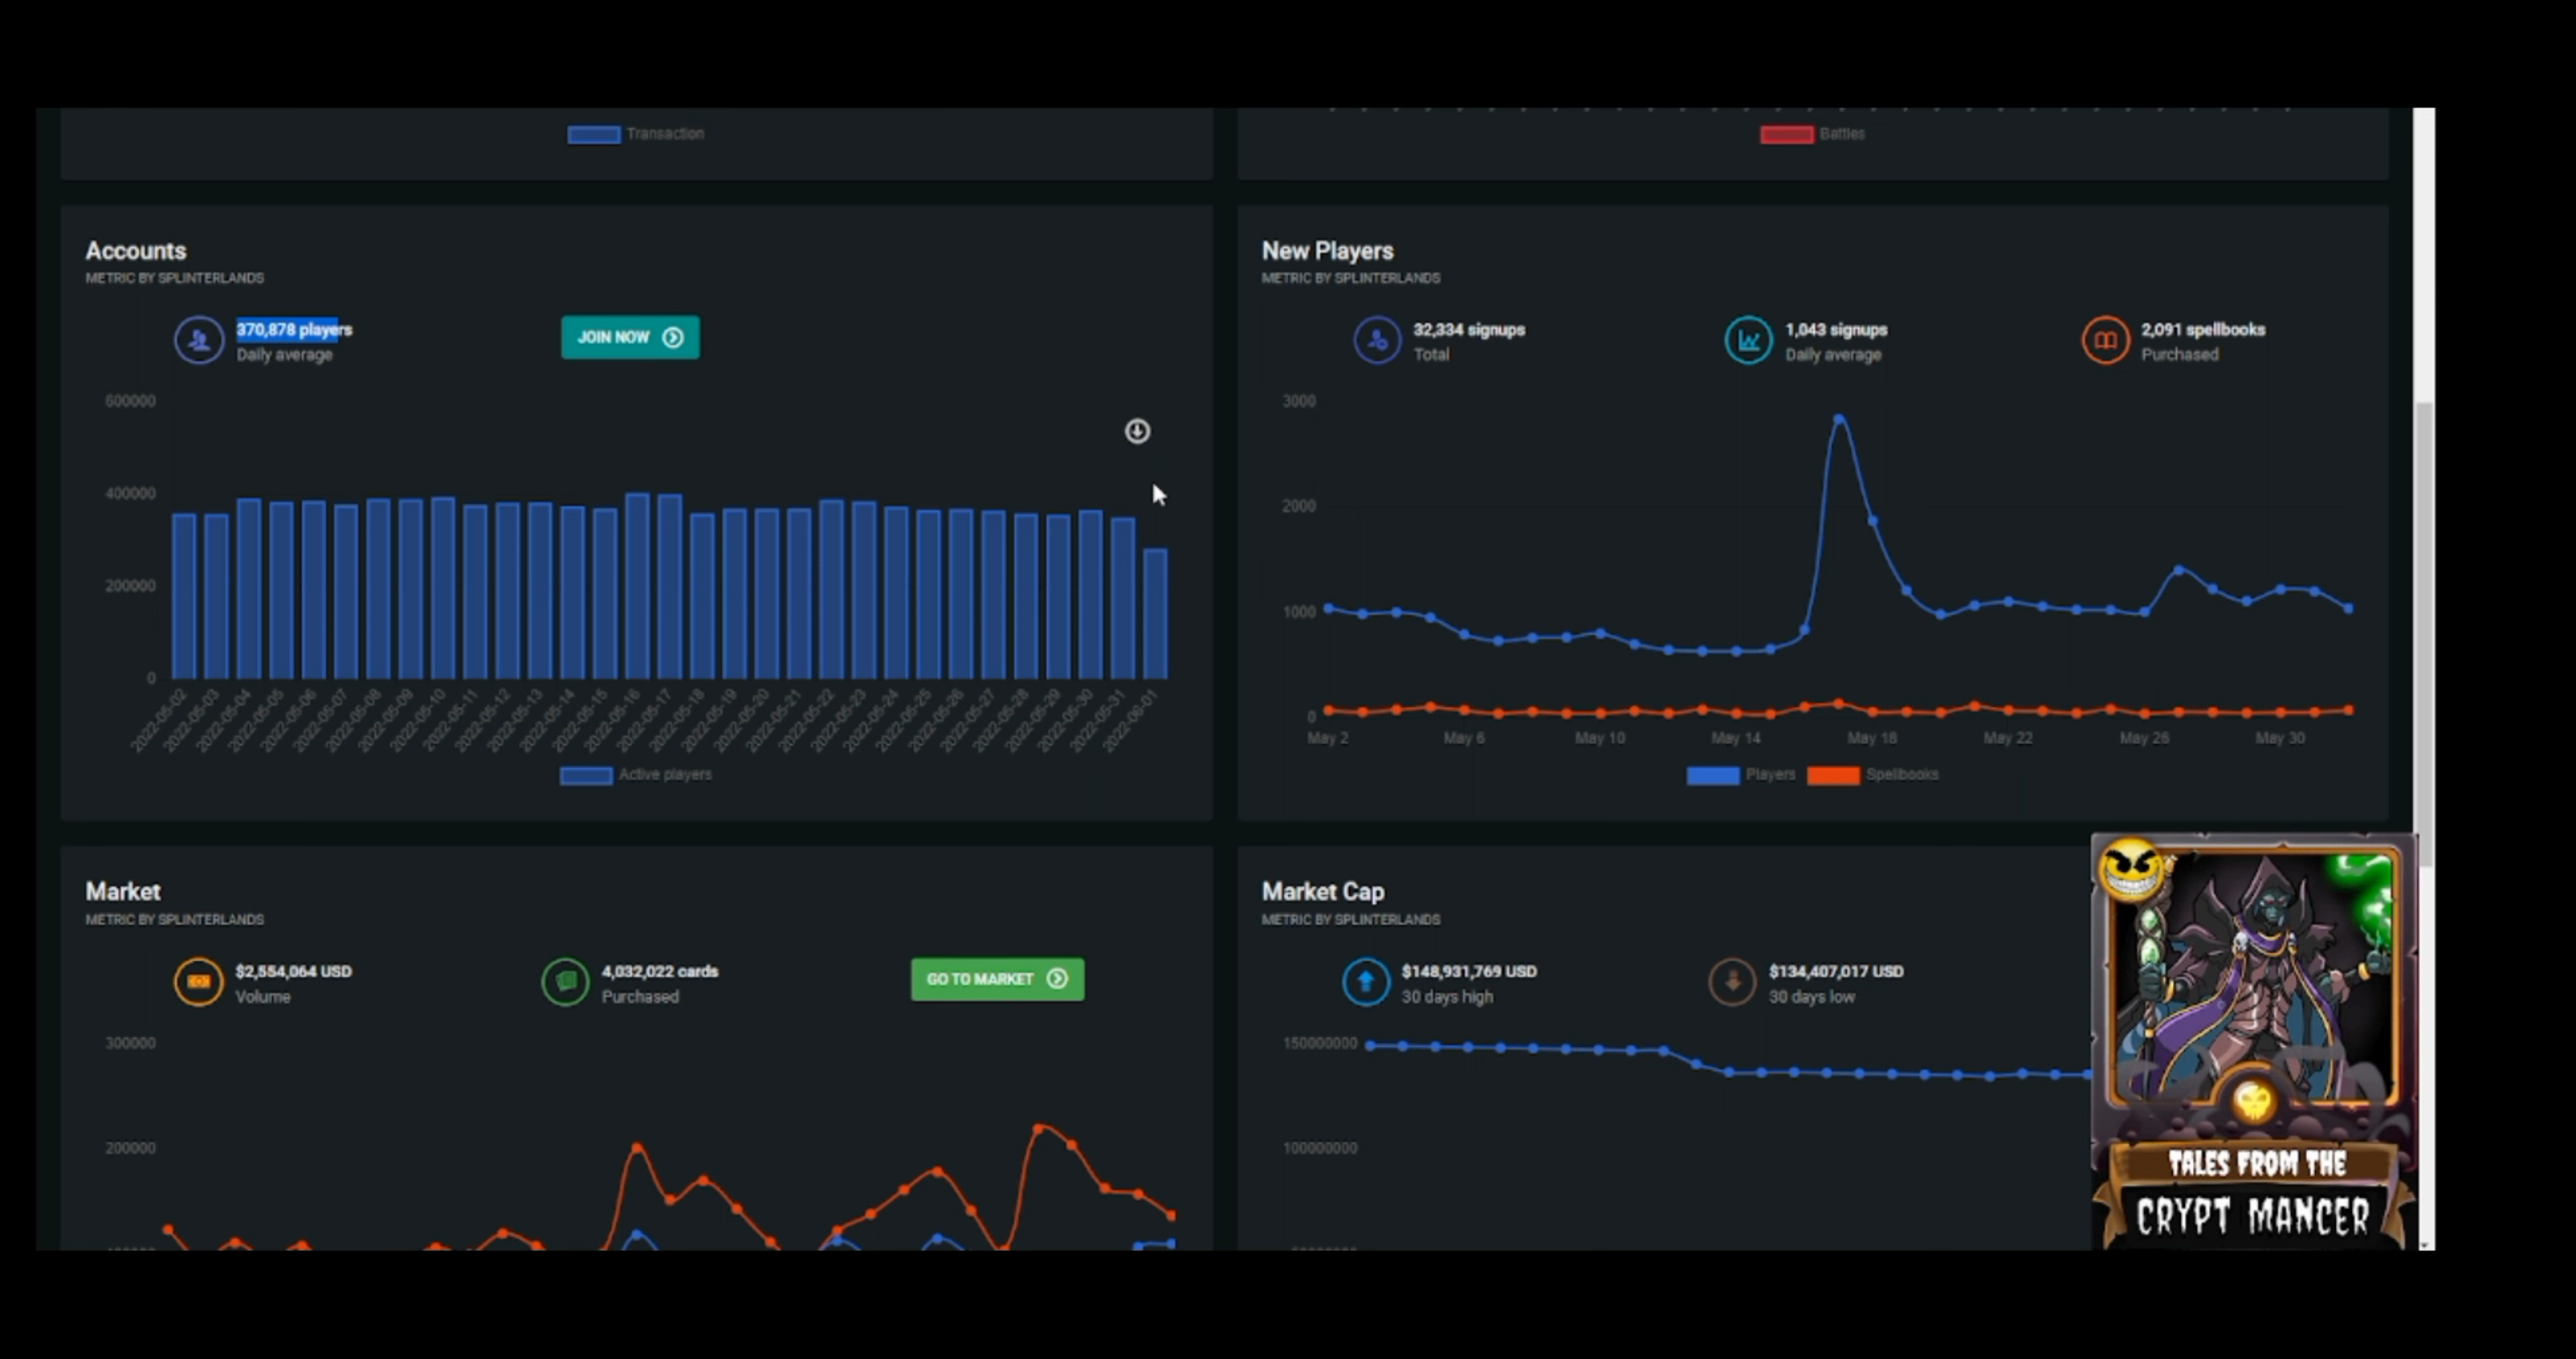 Transaction
Battles
Accounts
METRIC BY SPLINTERLANDS
370,878 players
Daily average
JOIN NOW
600000
400000
200000
0
2022-05-02
2022-05-03
2022-05-04
2022-05-05
2022-05-06
2022-05-07
2022-05-08
2022-05-09
2022-05-10
2022-05-11
2022-05-12
2022-05-13
2022-05-14
2022-05-15
2022-05-16
2022-05-17
2022-05-18
2022-05-19
2022-05-20
2022-05-21
2022-05-22
2022-05-23
2022-05-24
2022-05-25
2022-05-26
2022-05-27
2022-05-28
2022-05-29
2022-05-30
2022-05-31
2022-06-01
Active players
New Players
METRIC BY SPLINTERLANDS
32,334 signups
Total
1,043 signups
Daily average
2,091 spellbooks
Purchased
3000
2000
1000
0
May 2
May 6
May 10
May 14
May 18
May 22
May 26
May 30
Players
Spellbooks
Market
METRIC BY SPLINTERLANDS
$2,554,064 USD
Volume
4,032,022 cards
Purchased
GO TO MARKET
300000
200000
Market Cap
METRIC BY SPLINTERLANDS
$148,931,769 USD
30 days high
$134,407,017 USD
30 days low
150000000
100000000
TALES FROM THE
CRYPT MANCER